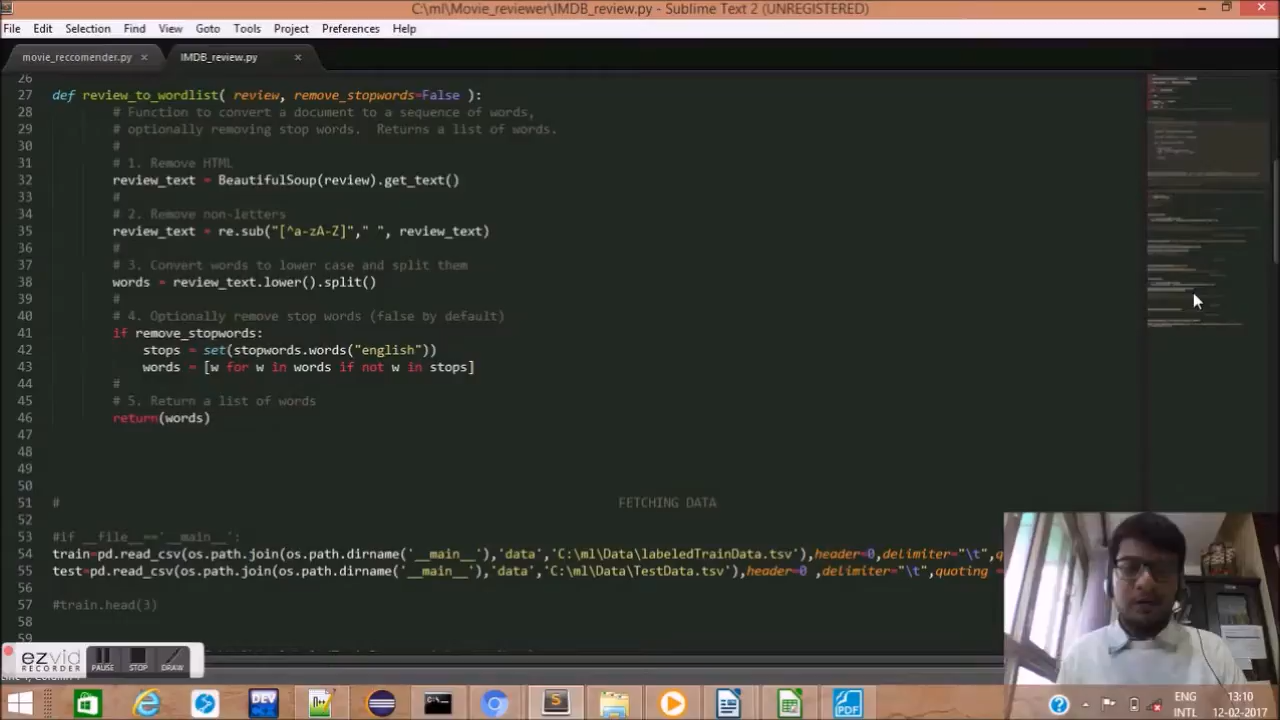 C:\ml\Movie_reviewer\IMDB_review.py - Sublime Text 2 (UNREGISTERED)
File Edit Selection Find View Goto Tools Project Preferences Help
movie_reccomender.py IMDB_review.py
26
27 def review_to_wordlist( review, remove_stopwords=False ):
28 # Function to convert a document to a sequence of words,
29 # optionally removing stop words. Returns a list of words.
30 #
31 # 1. Remove HTML
32 review_text = BeautifulSoup(review).get_text()
33 #
34 # 2. Remove non-letters
35 review_text = re.sub("[^a-zA-Z]"," ", review_text)
36 #
37 # 3. Convert words to lower case and split them
38 words = review_text.lower().split()
39 #
40 # 4. Optionally remove stop words (false by default)
41 if remove_stopwords:
42 stops = set(stopwords.words("english"))
43 words = [w for w in words if not w in stops]
44 #
45 # 5. Return a list of words
46 return(words)
47
48
49
50
51 # FETCHING DATA
52
53 #if __file__=='__main__':
54 train=pd.read_csv(os.path.join(os.path.dirname('__main__'),'data','C:\ml\Data\labeledTrainData.tsv'),header=0,delimiter="\t",q
55 test=pd.read_csv(os.path.join(os.path.dirname('__main__'),'data','C:\ml\Data\TestData.tsv'),header=0 ,delimiter="\t",quoting =
56
57 #train.head(3)
58
59
ezvid
RECORDER
PAUSE STOP DRAW
DEV
S
PDF
ENG
INTL
13:10
12-02-2017